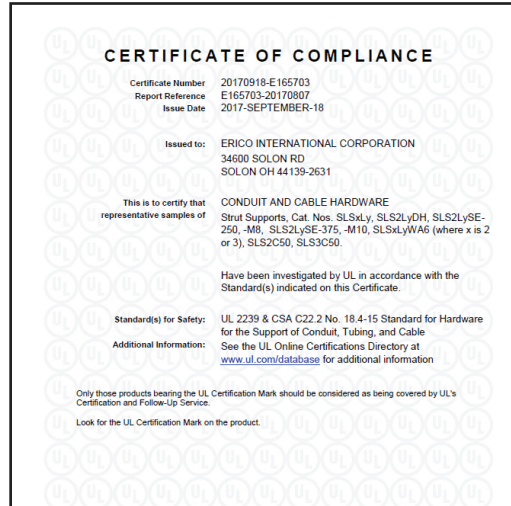 CERTIFICATE OF COMPLIANCE
Certificate Number 20170918-E165703
Report Reference E165703-20170807
Issue Date 2017-SEPTEMBER-18
Issued to: ERICO INTERNATIONAL CORPORATION
34600 SOLON RD
SOLON OH 44139-2631
This is to certify that CONDUIT AND CABLE HARDWARE
representative samples of Strut Supports, Cat. Nos. SLSxLy, SLS2LyDH, SLS2LySE-
250, -M8, SLS2LySE-375, -M10, SLSxLyWA6 (where x is 2
or 3), SLS2C50, SLS3C50.
Have been investigated by UL in accordance with the
Standard(s) indicated on this Certificate.
Standard(s) for Safety: UL 2239 & CSA C22.2 No. 18.4-15 Standard for Hardware
for the Support of Conduit, Tubing, and Cable
Additional Information: See the UL Online Certifications Directory at
www.ul.com/database for additional information
Only those products bearing the UL Certification Mark should be considered as being covered by UL's
Certification and Follow-Up Service.
Look for the UL Certification Mark on the product.